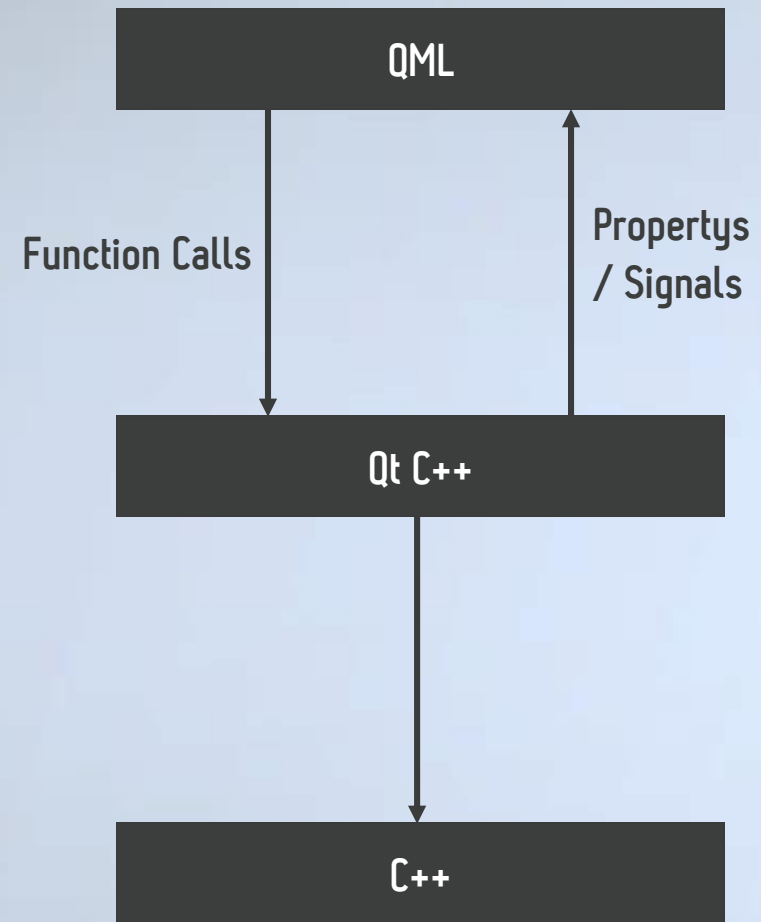 QML
Function Calls
Propertys
/ Signals
Qt C++
C++